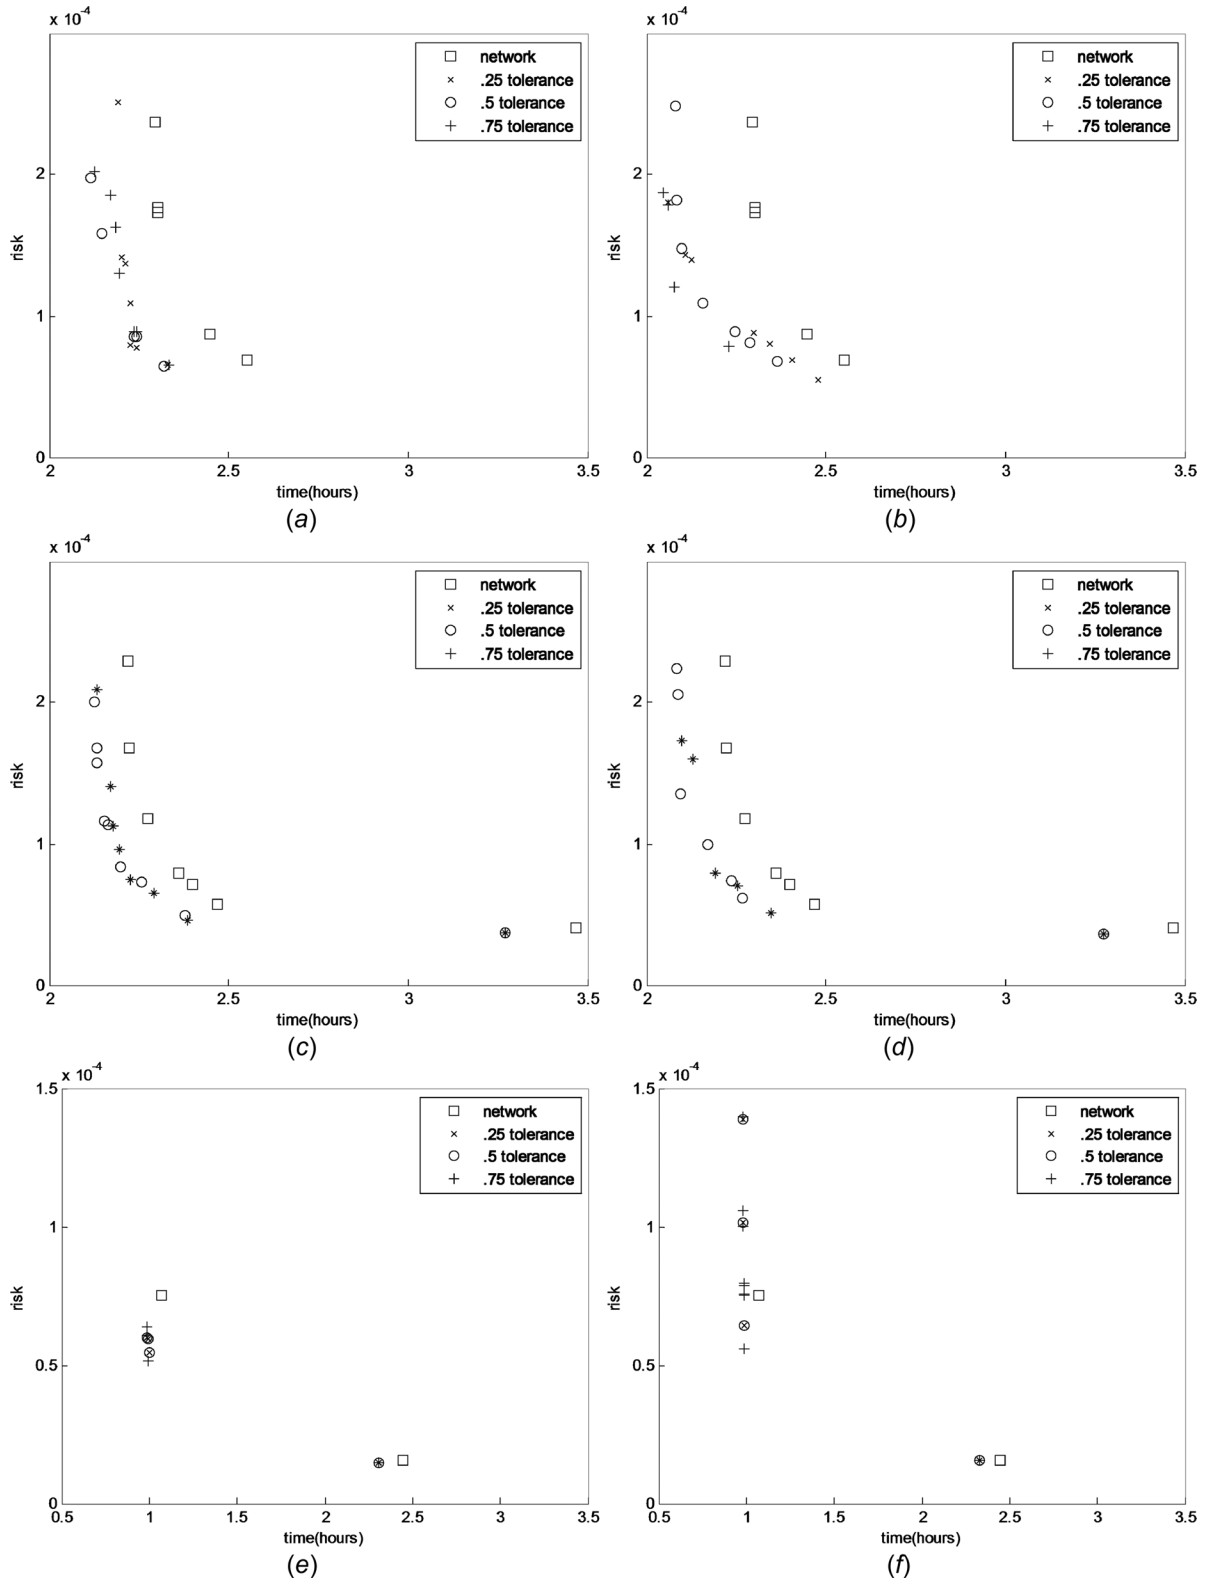 x 10⁻⁴
network
.25 tolerance
.5 tolerance
.75 tolerance
2
1
0
risk
2 2.5 3 3.5
time(hours)
(a)
x 10⁻⁴
network
.25 tolerance
.5 tolerance
.75 tolerance
2
1
0
risk
2 2.5 3 3.5
time(hours)
(b)
x 10⁻⁴
network
.25 tolerance
.5 tolerance
.75 tolerance
2
1
0
risk
2 2.5 3 3.5
time(hours)
(c)
x 10⁻⁴
network
.25 tolerance
.5 tolerance
.75 tolerance
2
1
0
risk
2 2.5 3 3.5
time(hours)
(d)
x 10⁻⁴
1.5
network
.25 tolerance
.5 tolerance
.75 tolerance
1
0.5
0
risk
0.5 1 1.5 2 2.5 3 3.5
time(hours)
(e)
x 10⁻⁴
1.5
network
.25 tolerance
.5 tolerance
.75 tolerance
1
0.5
0
risk
0.5 1 1.5 2 2.5 3 3.5
time(hours)
(f)